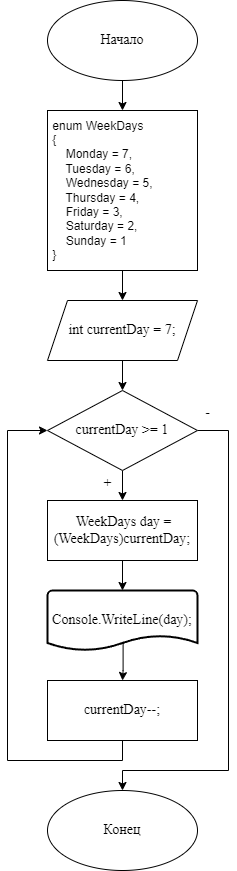 Начало
enum WeekDays
{
Monday = 7,
Tuesday = 6,
Wednesday = 5,
Thursday = 4,
Friday = 3,
Saturday = 2,
Sunday = 1
}
int currentDay = 7;
currentDay >= 1
-
+
WeekDays day =
(WeekDays)currentDay;
Console.WriteLine(day);
currentDay--;
Конец